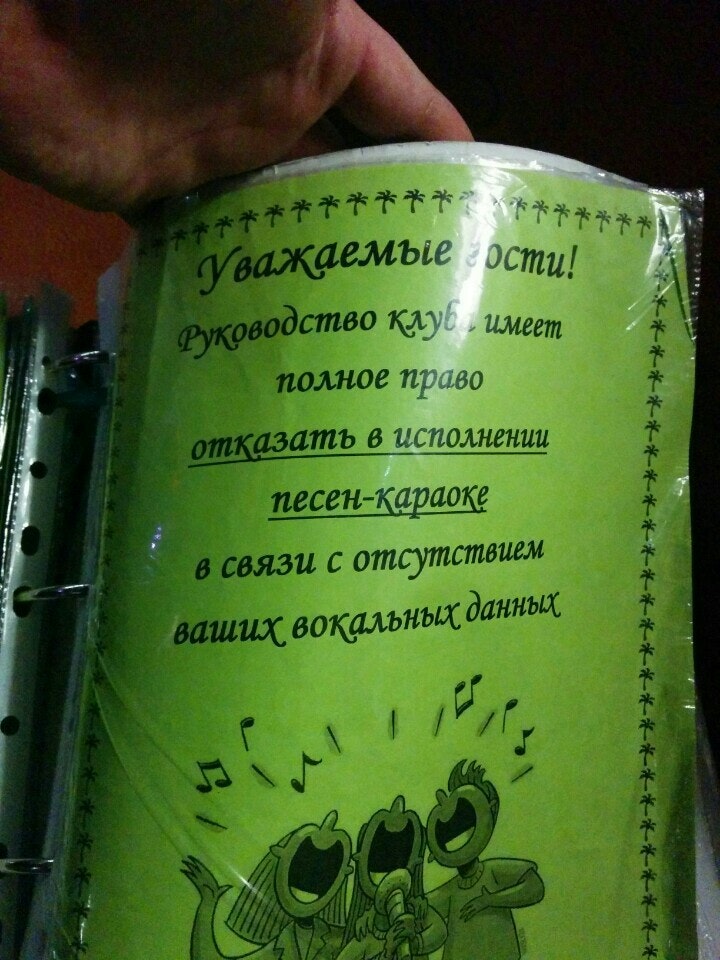 Уважаемые гости!
Руководство клуба имеет
полное право
отказать в исполнении
песен-караоке
в связи с отсутствием
ваших вокальных данных